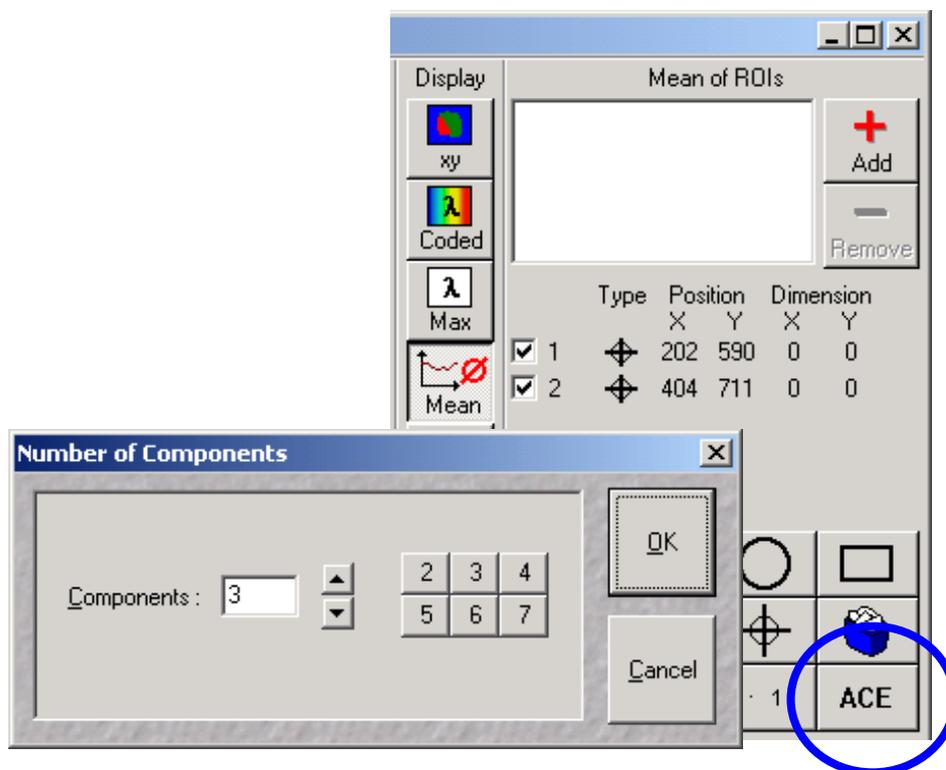 Display
Mean of ROIs
xy
Add
λ
Coded
Remove
λ
Max
Type Position Dimension
X Y X Y
1 202 590 0 0
2 404 711 0 0
Mean
Number of Components
OK
Components : 3
2 3 4
5 6 7
Cancel
1
ACE